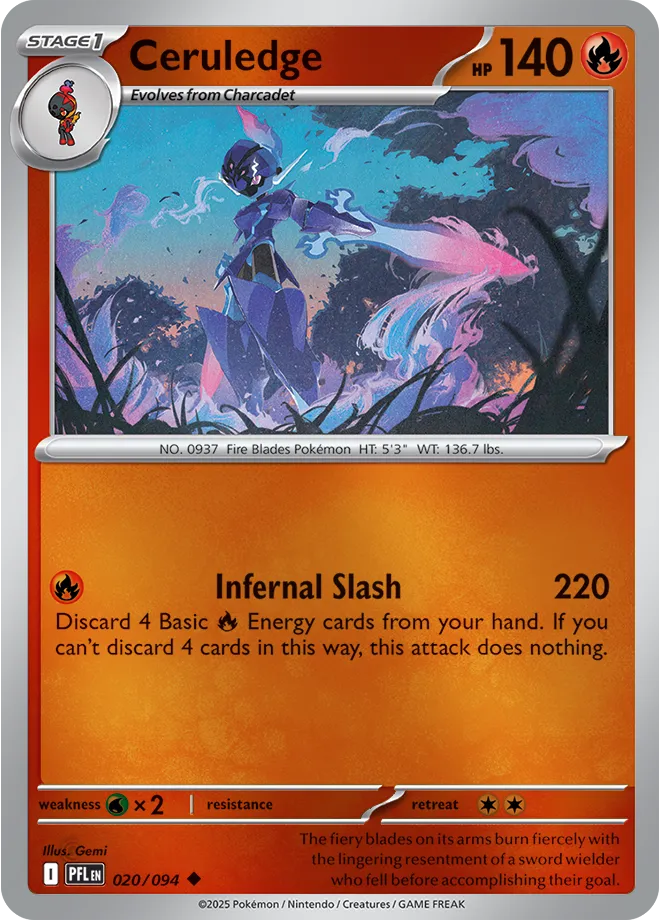 STAGE1
Ceruledge
HP 140
Evolves from Charcadet
NO. 0937 Fire Blades Pokémon HT: 5'3" WT: 136.7 lbs.
Infernal Slash 220
Discard 4 Basic Energy cards from your hand. If you
can't discard 4 cards in this way, this attack does nothing.
weakness ×2 resistance retreat
Illus. Gemi
I PFL EN 020/094
The fiery blades on its arms burn fiercely with
the lingering resentment of a sword wielder
who fell before accomplishing their goal.
©2025 Pokémon / Nintendo / Creatures / GAME FREAK